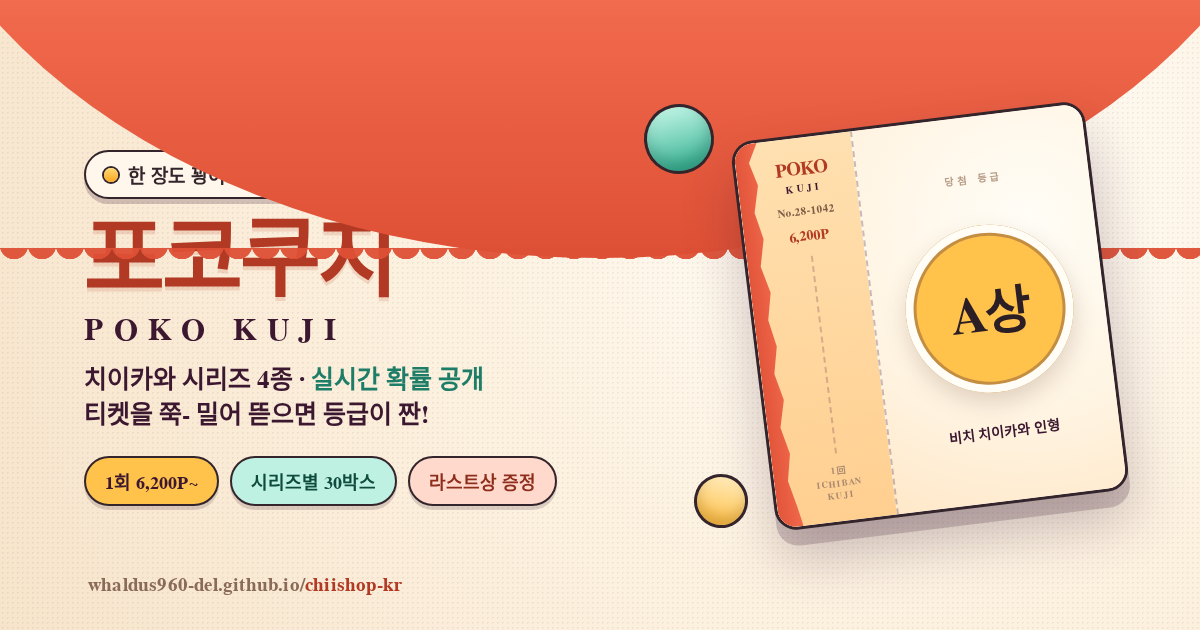 한 장도 꽝이
포코쿠지
POKO KUJI
치이카와 시리즈 4종 · 실시간 확률 공개
티켓을 쭉- 밀어 뜯으면 등급이 짠!
1회 6,200P~
시리즈별 30박스
라스트상 증정
whaldus960-del.github.io/chiishop-kr
POKO
KUJI
No.28-1042
6,200P
1回
ICHIBAN
KUJI
당첨 등급
A상
비치 치이카와 인형